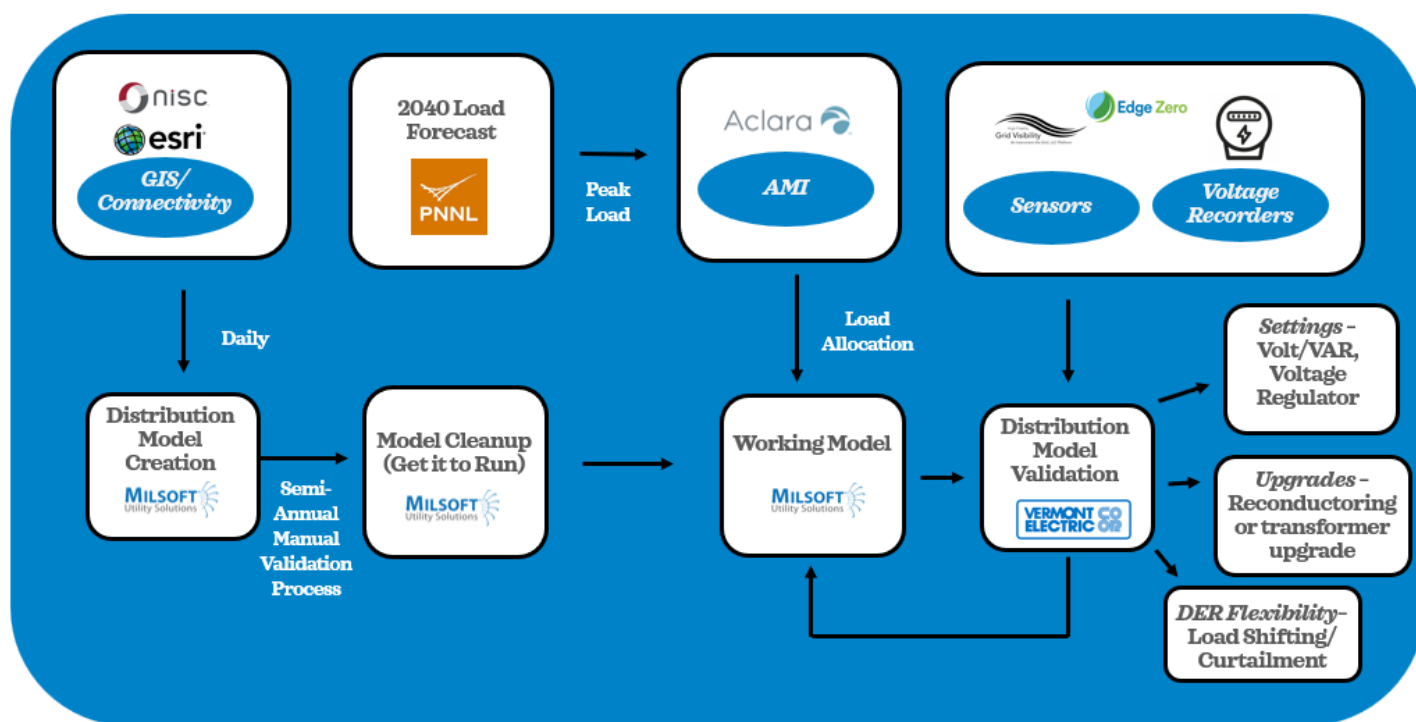 nisc
esri
GIS/
Connectivity
2040 Load
Forecast
PNNL
Peak
Load
Aclara
AMI
Grid Visibility
Edge Zero
Sensors
Voltage
Recorders
Daily
Load
Allocation
Settings –
Volt/VAR,
Voltage
Regulator
Distribution
Model
Creation
MILSOFT
Utility Solutions
Semi-
Annual
Manual
Validation
Process
Model Cleanup
(Get it to Run)
MILSOFT
Utility Solutions
Working Model
MILSOFT
Utility Solutions
Distribution
Model
Validation
VERMONT
ELECTRIC
CO
OP
Upgrades –
Reconductoring
or transformer
upgrade
DER Flexibility–
Load Shifting/
Curtailment